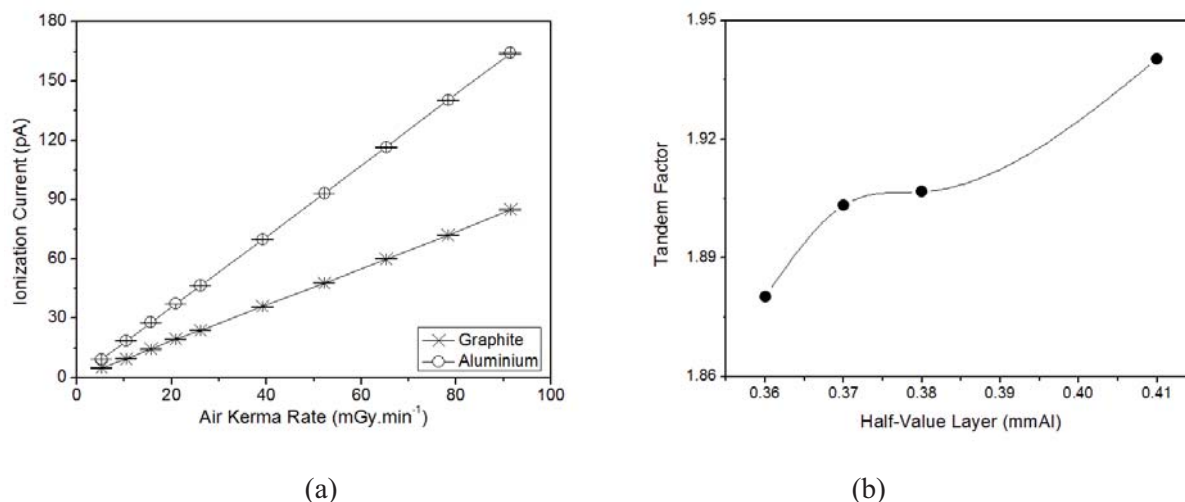 180
150
120
90
60
30
0
Ionization Current (pA)
Graphite
Aluminium
0 20 40 60 80 100
Air Kerma Rate (mGy.min⁻¹)
(a)
1.95
1.92
1.89
1.86
Tandem Factor
0.36 0.37 0.38 0.39 0.40 0.41
Half-Value Layer (mmAl)
(b)